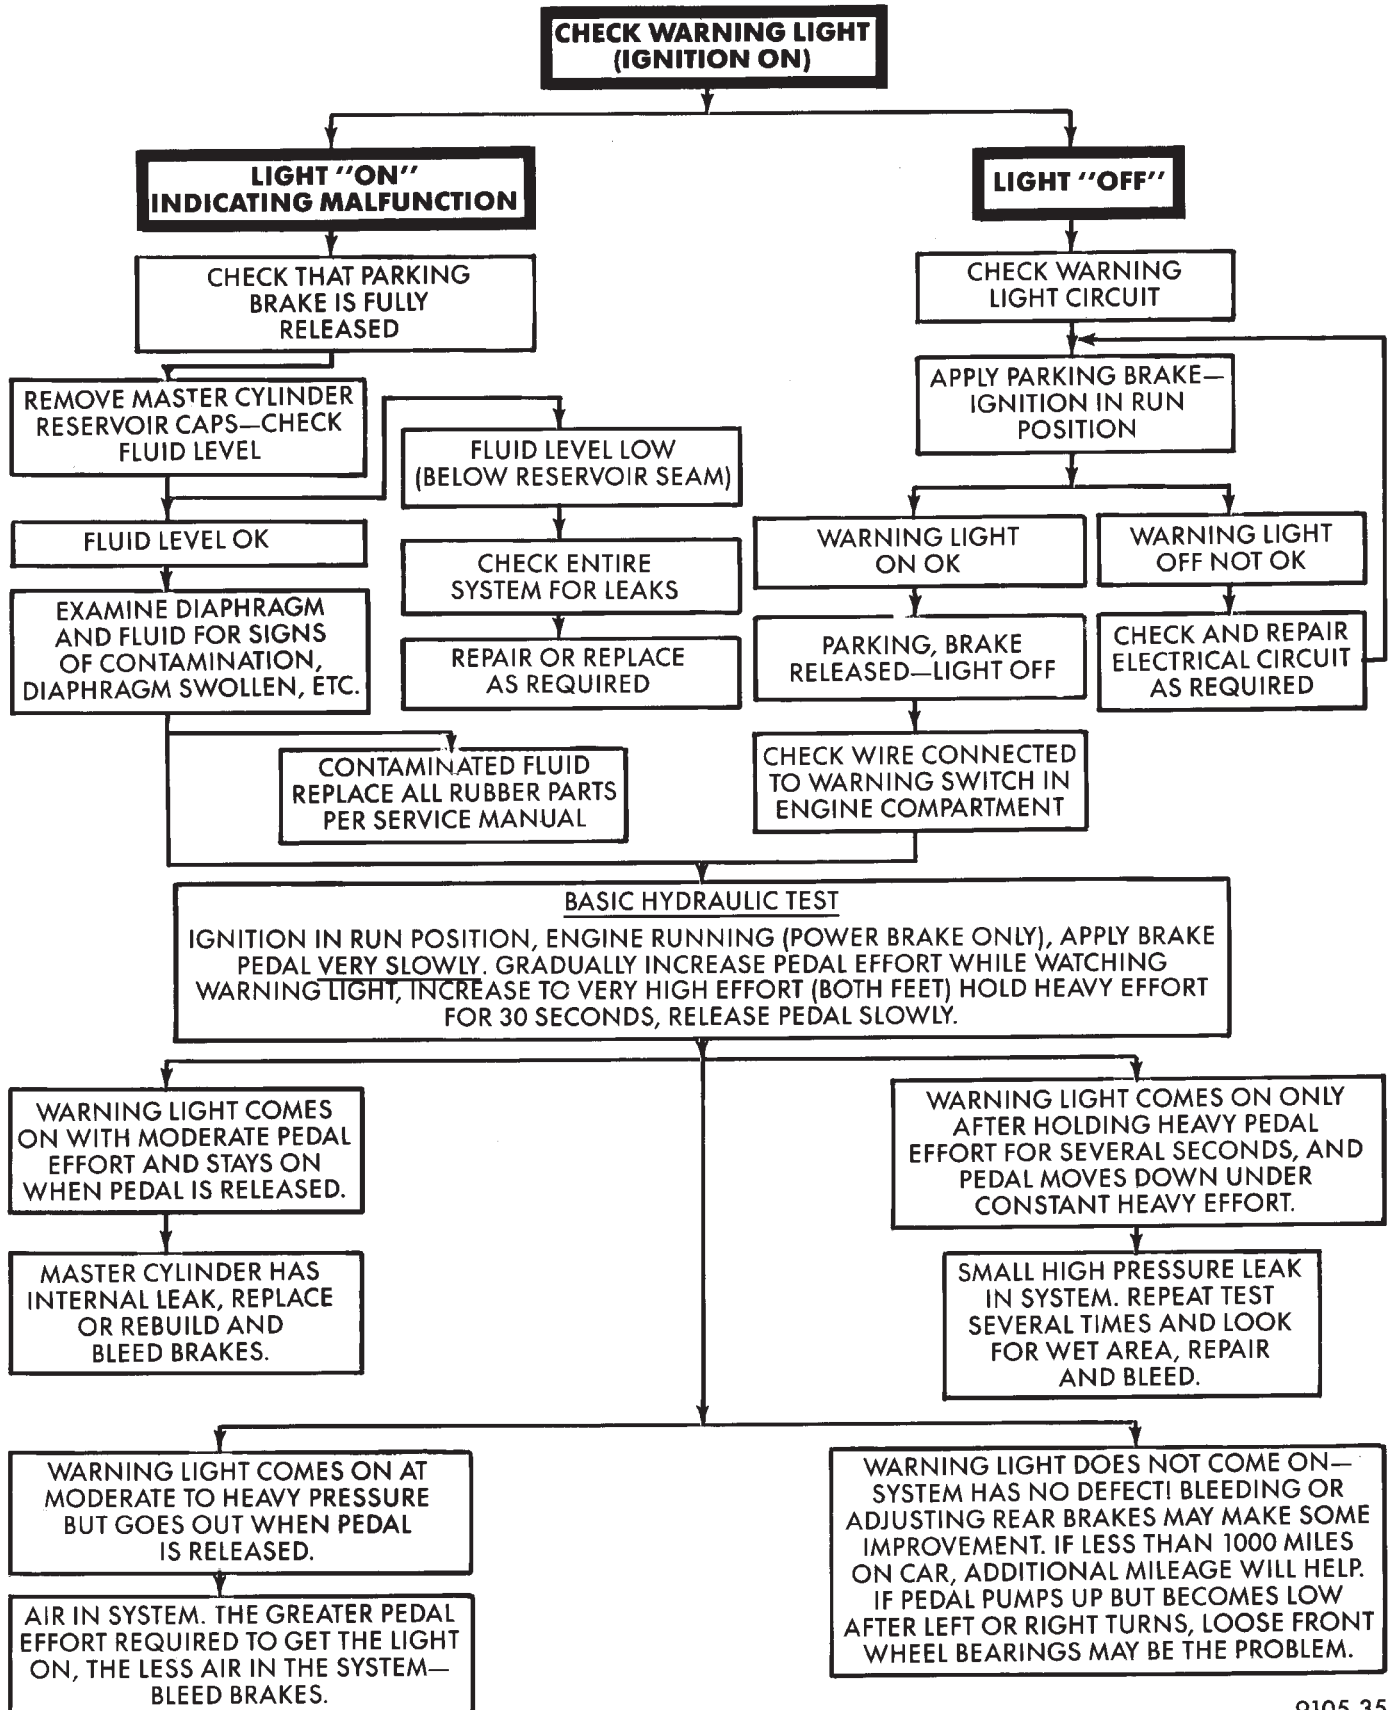 CHECK WARNING LIGHT
(IGNITION ON)
LIGHT "ON"
INDICATING MALFUNCTION
LIGHT "OFF"
CHECK THAT PARKING
BRAKE IS FULLY
RELEASED
CHECK WARNING
LIGHT CIRCUIT
REMOVE MASTER CYLINDER
RESERVOIR CAPS—CHECK
FLUID LEVEL
APPLY PARKING BRAKE—
IGNITION IN RUN
POSITION
FLUID LEVEL LOW
(BELOW RESERVOIR SEAM)
FLUID LEVEL OK
CHECK ENTIRE
SYSTEM FOR LEAKS
WARNING LIGHT
ON OK
WARNING LIGHT
OFF NOT OK
EXAMINE DIAPHRAGM
AND FLUID FOR SIGNS
OF CONTAMINATION,
DIAPHRAGM SWOLLEN, ETC.
REPAIR OR REPLACE
AS REQUIRED
PARKING, BRAKE
RELEASED—LIGHT OFF
CHECK AND REPAIR
ELECTRICAL CIRCUIT
AS REQUIRED
CONTAMINATED FLUID
REPLACE ALL RUBBER PARTS
PER SERVICE MANUAL
CHECK WIRE CONNECTED
TO WARNING SWITCH IN
ENGINE COMPARTMENT
BASIC HYDRAULIC TEST
IGNITION IN RUN POSITION, ENGINE RUNNING (POWER BRAKE ONLY), APPLY BRAKE
PEDAL VERY SLOWLY. GRADUALLY INCREASE PEDAL EFFORT WHILE WATCHING
WARNING LIGHT, INCREASE TO VERY HIGH EFFORT (BOTH FEET) HOLD HEAVY EFFORT
FOR 30 SECONDS, RELEASE PEDAL SLOWLY.
WARNING LIGHT COMES
ON WITH MODERATE PEDAL
EFFORT AND STAYS ON
WHEN PEDAL IS RELEASED.
WARNING LIGHT COMES ON ONLY
AFTER HOLDING HEAVY PEDAL
EFFORT FOR SEVERAL SECONDS, AND
PEDAL MOVES DOWN UNDER
CONSTANT HEAVY EFFORT.
MASTER CYLINDER HAS
INTERNAL LEAK, REPLACE
OR REBUILD AND
BLEED BRAKES.
SMALL HIGH PRESSURE LEAK
IN SYSTEM. REPEAT TEST
SEVERAL TIMES AND LOOK
FOR WET AREA, REPAIR
AND BLEED.
WARNING LIGHT COMES ON AT
MODERATE TO HEAVY PRESSURE
BUT GOES OUT WHEN PEDAL
IS RELEASED.
WARNING LIGHT DOES NOT COME ON—
SYSTEM HAS NO DEFECT! BLEEDING OR
ADJUSTING REAR BRAKES MAY MAKE SOME
IMPROVEMENT. IF LESS THAN 1000 MILES
ON CAR, ADDITIONAL MILEAGE WILL HELP.
IF PEDAL PUMPS UP BUT BECOMES LOW
AFTER LEFT OR RIGHT TURNS, LOOSE FRONT
WHEEL BEARINGS MAY BE THE PROBLEM.
AIR IN SYSTEM. THE GREATER PEDAL
EFFORT REQUIRED TO GET THE LIGHT
ON, THE LESS AIR IN THE SYSTEM—
BLEED BRAKES.
9105-35